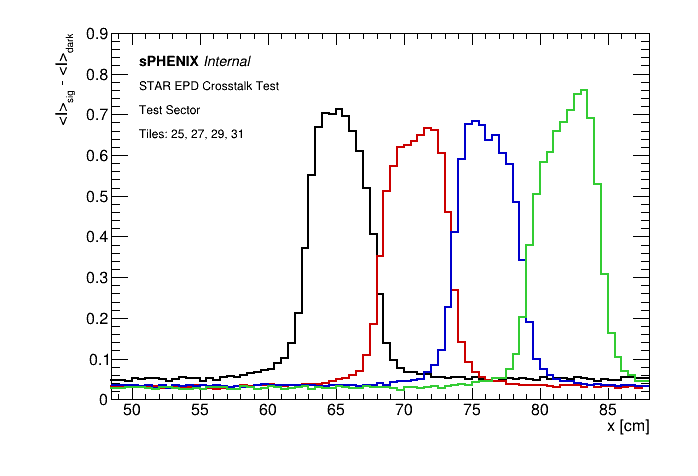 <I>sig - <I>dark
0.9
0.8
0.7
0.6
0.5
0.4
0.3
0.2
0.1
0
sPHENIX Internal
STAR EPD Crosstalk Test
Test Sector
Tiles: 25, 27, 29, 31
50 55 60 65 70 75 80 85
x [cm]